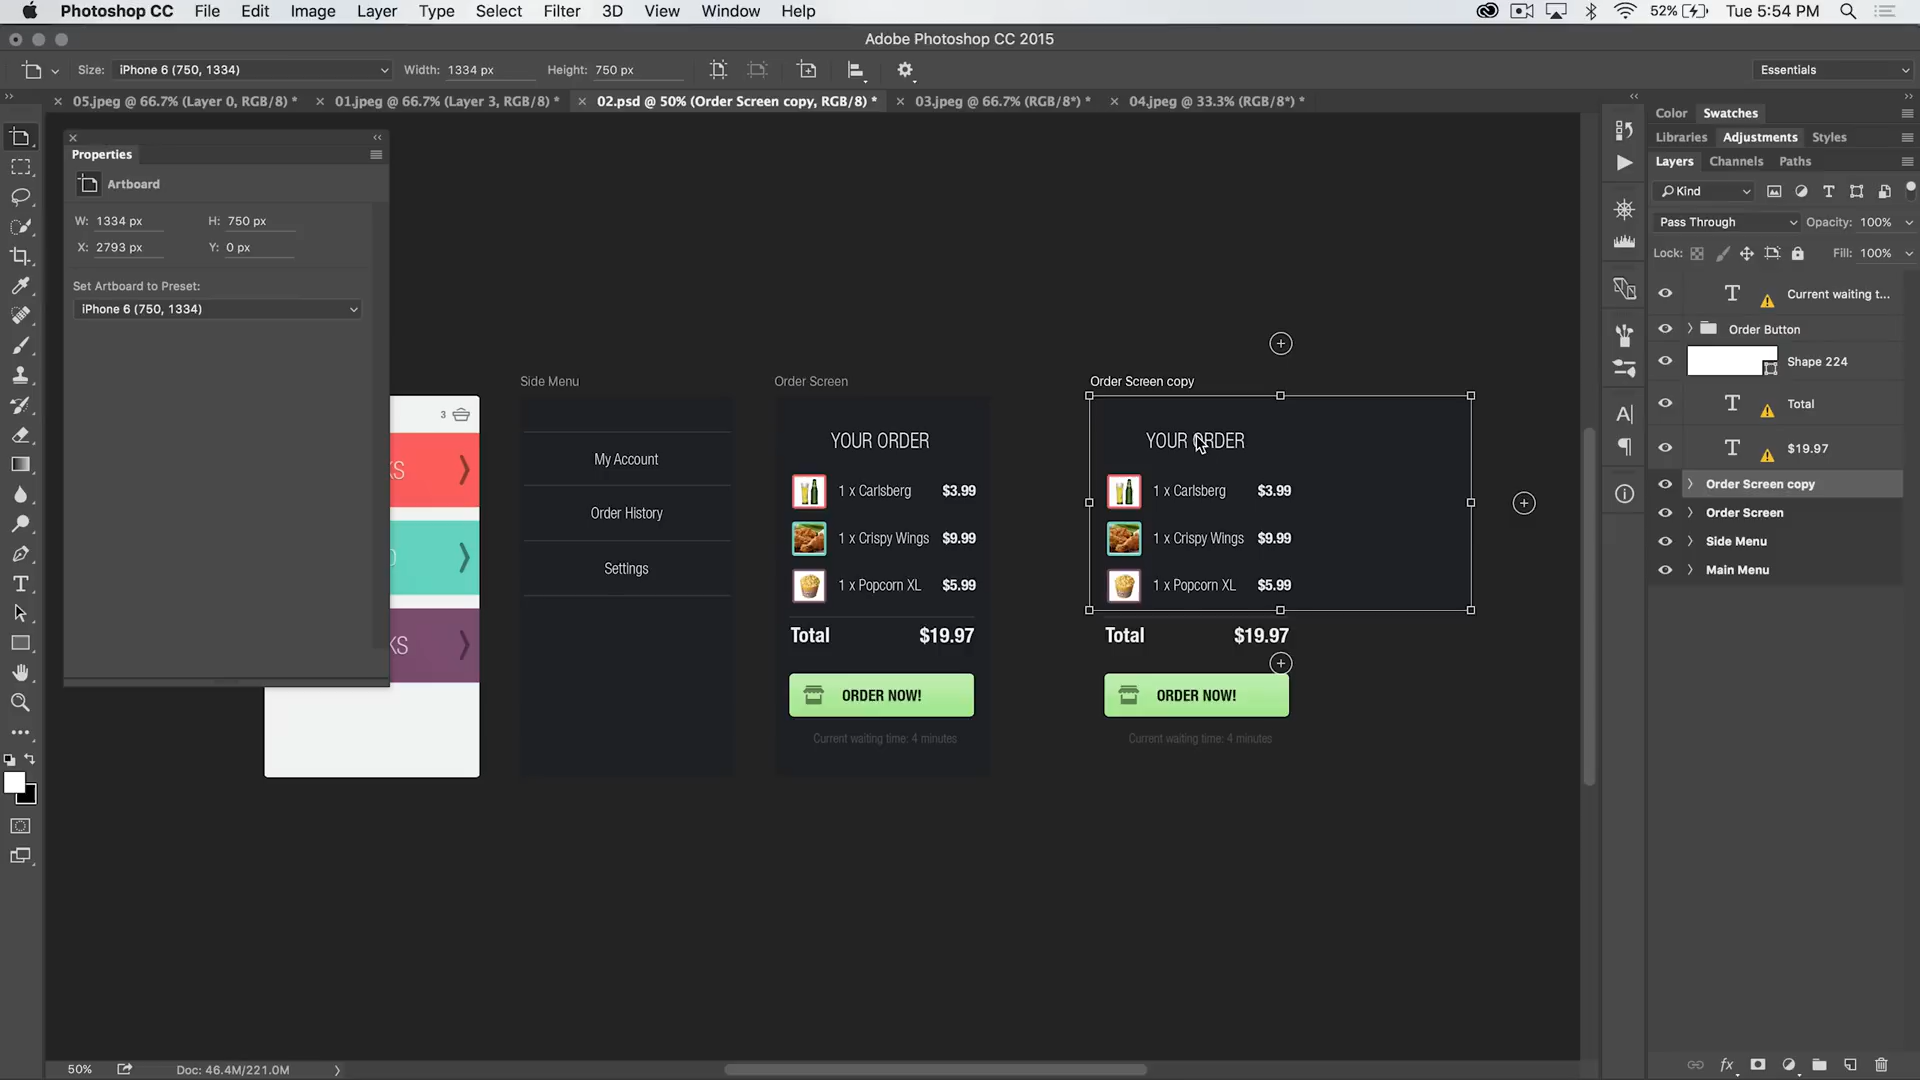 Photoshop CC File Edit Image Layer Type Select Filter 3D View Window Help 52% Tue 5:54 PM
Adobe Photoshop CC 2015
Size: iPhone 6 (750, 1334) Width: 1334 px Height: 750 px Essentials
05.jpeg @ 66.7% (Layer 0, RGB/8) * 01.jpeg @ 66.7% (Layer 3, RGB/8) * 02.psd @ 50% (Order Screen copy, RGB/8) * 03.jpeg @ 66.7% (RGB/8*) * 04.jpeg @ 33.3% (RGB/8*) *
Properties
Artboard
W: 1334 px H: 750 px
X: 2793 px Y: 0 px
Set Artboard to Preset:
iPhone 6 (750, 1334)
3
KS
O
KS
Side Menu
My Account
Order History
Settings
Order Screen
YOUR ORDER
1 x Carlsberg $3.99
1 x Crispy Wings $9.99
1 x Popcorn XL $5.99
Total $19.97
ORDER NOW!
Current waiting time: 4 minutes
Order Screen copy
YOUR ORDER
1 x Carlsberg $3.99
1 x Crispy Wings $9.99
1 x Popcorn XL $5.99
Total $19.97
ORDER NOW!
Current waiting time: 4 minutes
Color Swatches
Libraries Adjustments Styles
Layers Channels Paths
Kind
Pass Through Opacity: 100%
Lock: Fill: 100%
Current waiting t...
Order Button
Shape 224
Total
$19.97
Order Screen copy
Order Screen
Side Menu
Main Menu
50% Doc: 46.4M/221.0M